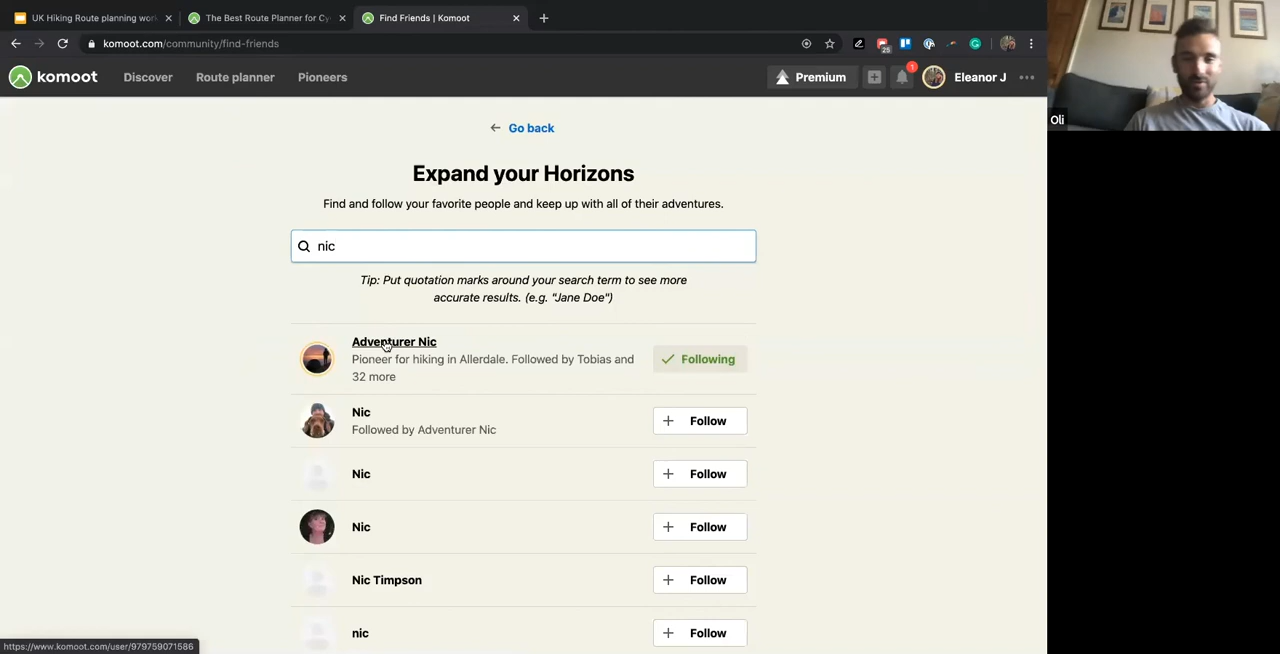 UK Hiking Route planning wor
The Best Route Planner for Cy
Find Friends | Komoot
komoot.com/community/find-friends
25
komoot
Discover
Route planner
Pioneers
Premium
1
Eleanor J
Oli
Go back
Expand your Horizons
Find and follow your favorite people and keep up with all of their adventures.
nic
Tip: Put quotation marks around your search term to see more
accurate results. (e.g. "Jane Doe")
Adventurer Nic
Pioneer for hiking in Allerdale. Followed by Tobias and
32 more
Following
Nic
Followed by Adventurer Nic
Follow
Nic
Follow
Nic
Follow
Nic Timpson
Follow
nic
Follow
https://www.komoot.com/user/979759071586